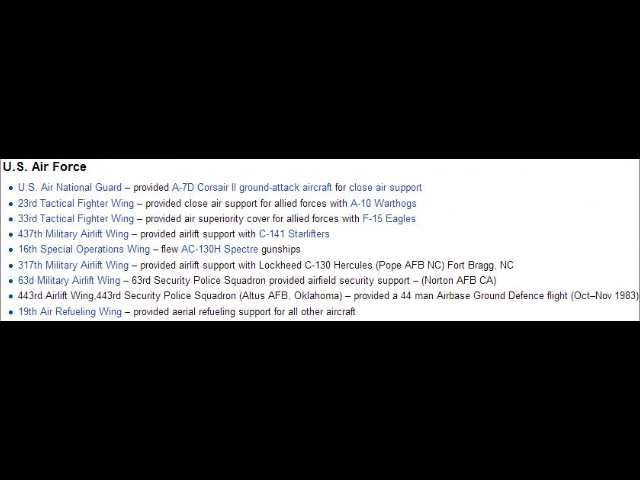 U.S. Air Force
U.S. Air National Guard – provided A-7D Corsair II ground-attack aircraft for close air support
23rd Tactical Fighter Wing – provided close air support for allied forces with A-10 Warthogs
33rd Tactical Fighter Wing – provided air superiority cover for allied forces with F-15 Eagles
437th Military Airlift Wing – provided airlift support with C-141 Starlifters
16th Special Operations Wing – flew AC-130H Spectre gunships
317th Military Airlift Wing – provided airlift support with Lockheed C-130 Hercules (Pope AFB NC) Fort Bragg, NC
63d Military Airlift Wing – 63rd Security Police Squadron provided airfield security support – (Norton AFB CA)
443rd Airlift Wing,443rd Security Police Squadron (Altus AFB, Oklahoma) – provided a 44 man Airbase Ground Defence flight (Oct–Nov 1983)
19th Air Refueling Wing – provided aerial refueling support for all other aircraft